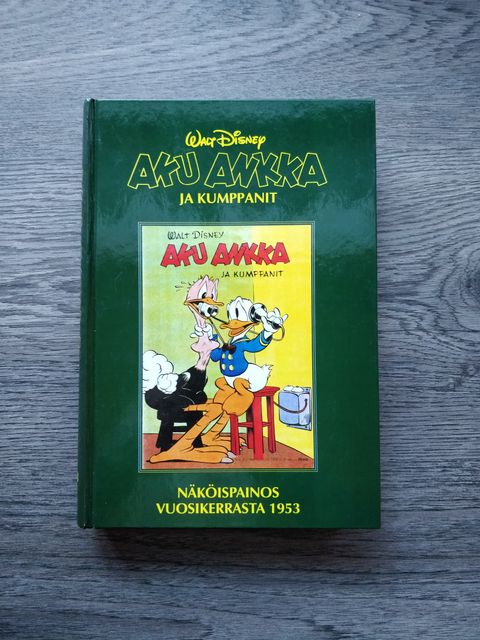 Walt Disney
AKU ANKKA
JA KUMPPANIT
WALT DISNEY
AKU ANKKA
JA KUMPPANIT
NÄKÖISPAINOS
VUOSIKERRASTA 1953